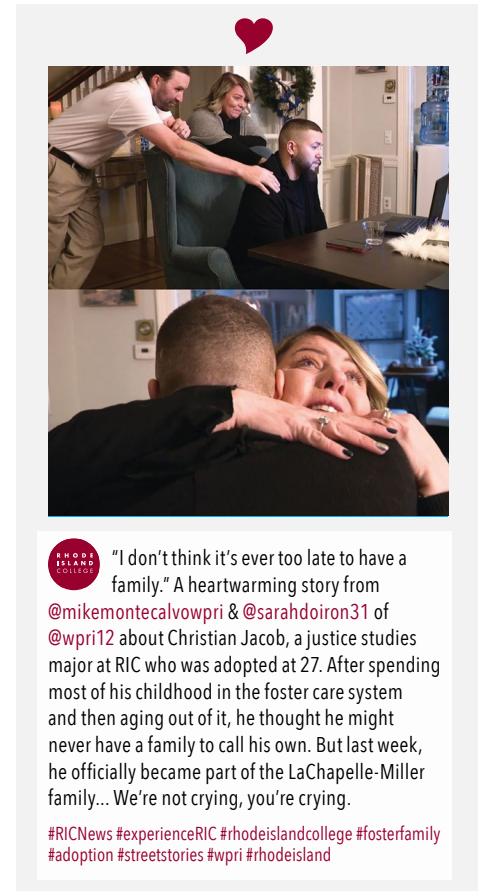 RHODE
ISLAND
COLLEGE
“I don’t think it’s ever too late to have a
family.” A heartwarming story from
@mikemontecalvowpri & @sarahdoiron31 of
@wpri12 about Christian Jacob, a justice studies
major at RIC who was adopted at 27. After spending
most of his childhood in the foster care system
and then aging out of it, he thought he might
never have a family to call his own. But last week,
he officially became part of the LaChapelle-Miller
family... We’re not crying, you’re crying.
#RICNews #experienceRIC #rhodeislandcollege #fosterfamily
#adoption #streetstories #wpri #rhodeisland